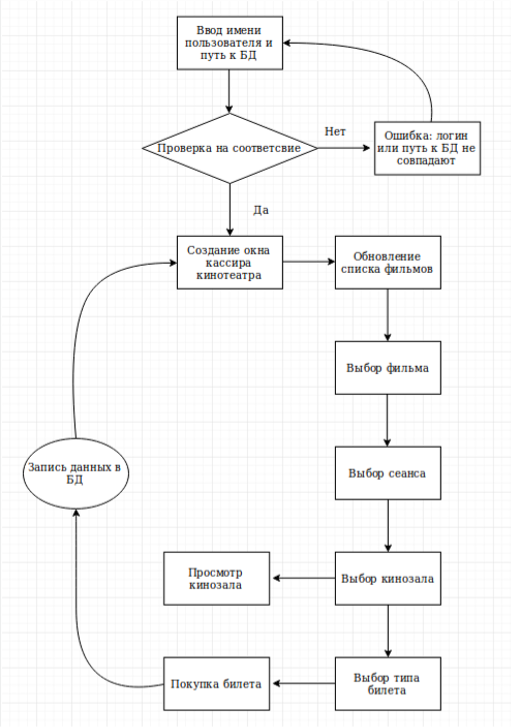 Ввод имени
пользователя и
путь к БД
Проверка на соответсвие
Нет
Ошибка: логин
или путь к БД не
совпадают
Да
Создание окна
кассира
кинотеатра
Обновление
списка фильмов
Выбор фильма
Выбор сеанса
Запись данных в
БД
Просмотр
кинозала
Выбор кинозала
Покупка билета
Выбор типа
билета